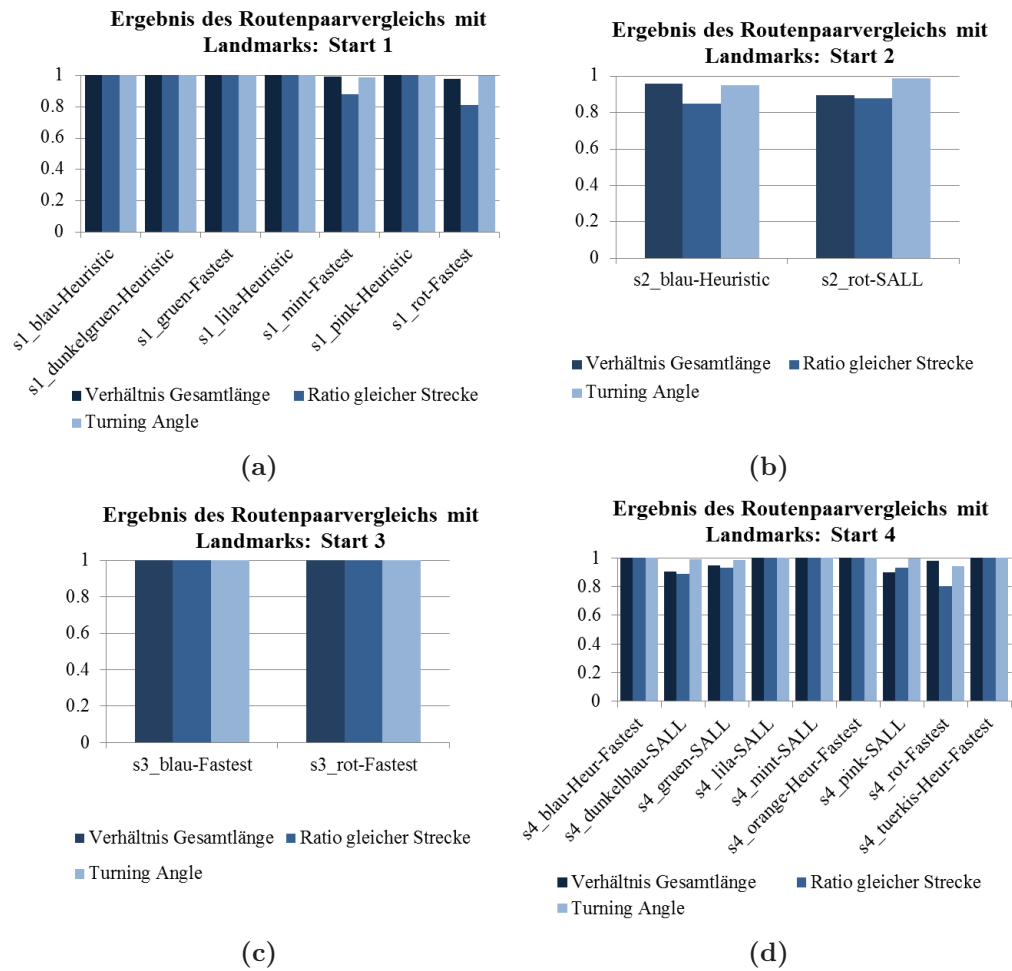 Ergebnis des Routenpaarvergleichs mit
Landmarks: Start 1
1
0.8
0.6
0.4
0.2
0
s1_blau-Heuristic
s1_dunkelgruen-Heuristic
s1_gruen-Fastest
s1_lila-Heuristic
s1_mint-Fastest
s1_pink-Heuristic
s1_rot-Fastest
Verhältnis Gesamtlänge
Ratio gleicher Strecke
Turning Angle
(a)
Ergebnis des Routenpaarvergleichs mit
Landmarks: Start 2
1
0.8
0.6
0.4
0.2
0
s2_blau-Heuristic
s2_rot-SALL
Verhältnis Gesamtlänge
Ratio gleicher Strecke
Turning Angle
(b)
Ergebnis des Routenpaarvergleichs mit
Landmarks: Start 3
1
0.8
0.6
0.4
0.2
0
s3_blau-Fastest
s3_rot-Fastest
Verhältnis Gesamtlänge
Ratio gleicher Strecke
Turning Angle
(c)
Ergebnis des Routenpaarvergleichs mit
Landmarks: Start 4
1
0.8
0.6
0.4
0.2
0
s4_blau-Heur-Fastest
s4_dunkelblau-SALL
s4_gruen-SALL
s4_lila-SALL
s4_mint-SALL
s4_orange-Heur-Fastest
s4_pink-SALL
s4_rot-Fastest
s4_tuerkis-Heur-Fastest
Verhältnis Gesamtlänge
Ratio gleicher Strecke
Turning Angle
(d)